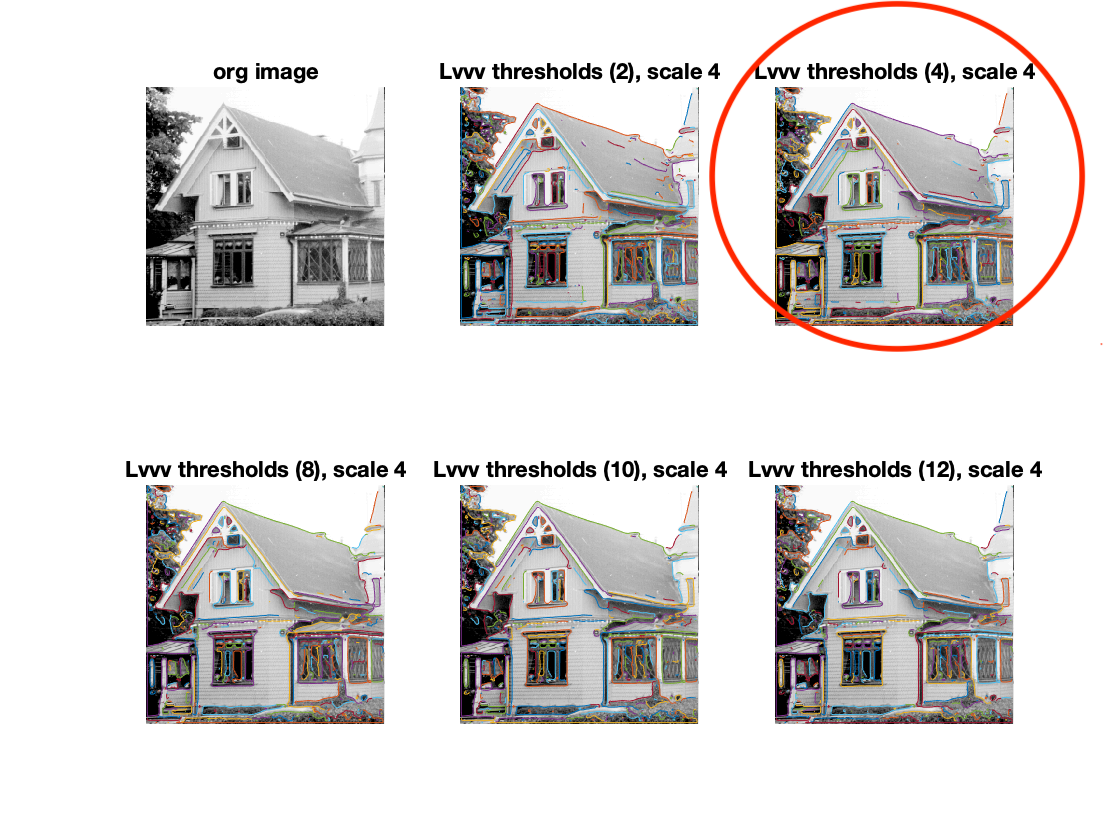 org image
Lvvv thresholds (2), scale 4
Lvvv thresholds (4), scale 4
Lvvv thresholds (8), scale 4
Lvvv thresholds (10), scale 4
Lvvv thresholds (12), scale 4